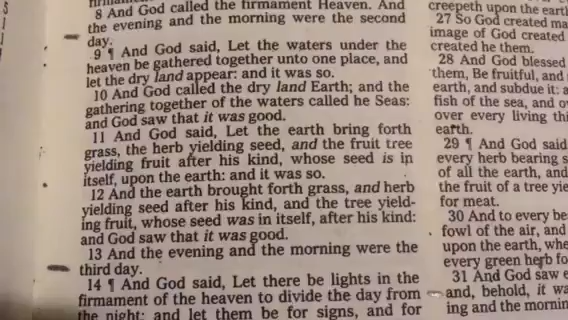 8 And God called the firmament Heaven. And
the evening and the morning were the second
day.
9 ¶ And God said, Let the waters under the
heaven be gathered together unto one place, and
let the dry land appear: and it was so.
10 And God called the dry land Earth; and the
gathering together of the waters called he Seas:
and God saw that it was good.
11 And God said, Let the earth bring forth
grass, the herb yielding seed, and the fruit tree
yielding fruit after his kind, whose seed is in
itself, upon the earth: and it was so.
12 And the earth brought forth grass, and herb
yielding seed after his kind, and the tree yield-
ing fruit, whose seed was in itself, after his kind:
and God saw that it was good.
13 And the evening and the morning were the
third day.
14 ¶ And God said, Let there be lights in the
firmament of the heaven to divide the day from
the night; and let them be for signs, and for
creepeth upon the eart
27 So God created ma
image of God created
created he them.
28 And God blessed
them, Be fruitful, and
earth, and subdue it: a
fish of the sea, and o
over every living thi
earth.
29 ¶ And God said
every herb bearing s
of all the earth, and
the fruit of a tree yie
for meat.
30 And to every be
fowl of the air, and
upon the earth, whe
every green herb fo
31 And God saw e
and, behold, it wa
ing and the mornin